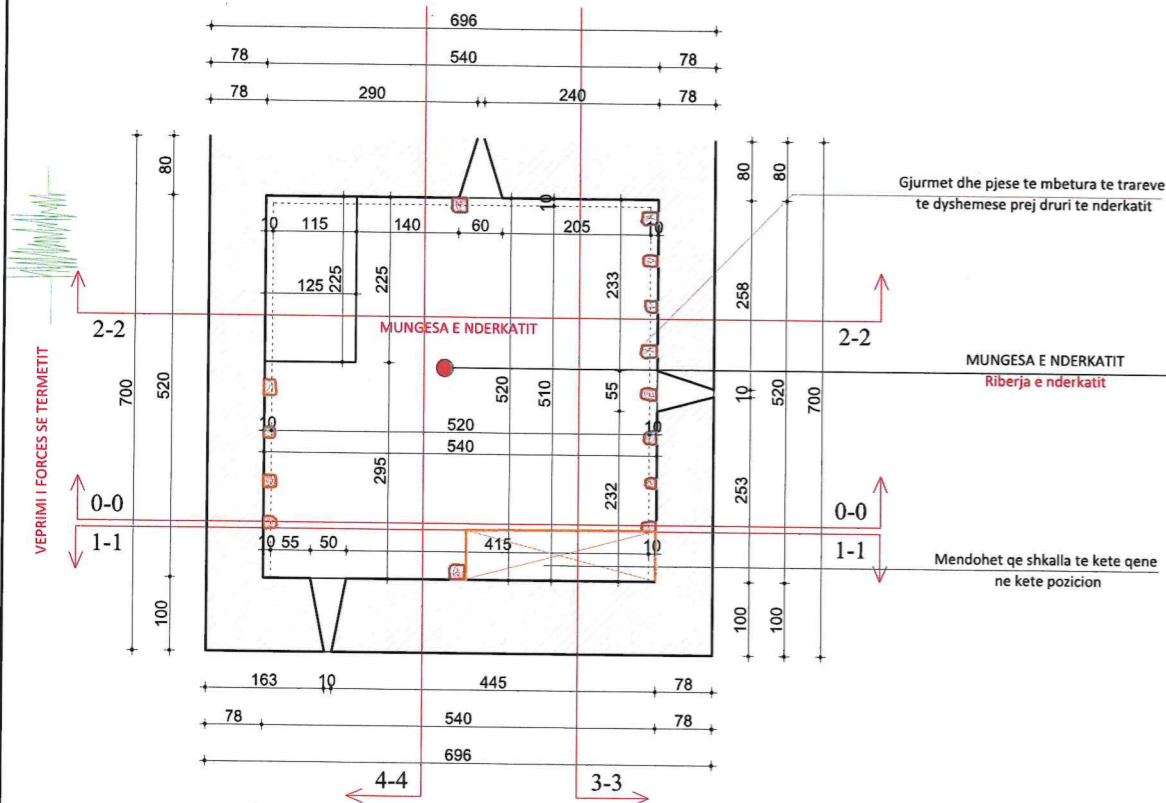 696
78 540 78
78 290 240 78
80
80 80
Gjurmet dhe pjese te mbetura te trareve
te dyshemese prej druri te nderkatit
10
10 115 140 60 205 10
125 225 225 233 258
2-2 MUNGESA E NDERKATIT 2-2
MUNGESA E NDERKATIT
Riberja e nderkatit
VEPRIMI I FORCES SE TERMETIT
700 520 520 510 55 10 520 700
10 520 10
540
295 232 253
0-0 0-0
1-1 1-1
10 55 50 415 10
Mendohet qe shkalla te kete qene
ne kete pozicion
100 100 100
163 10 445 78
78 540 78
696
4-4 3-3